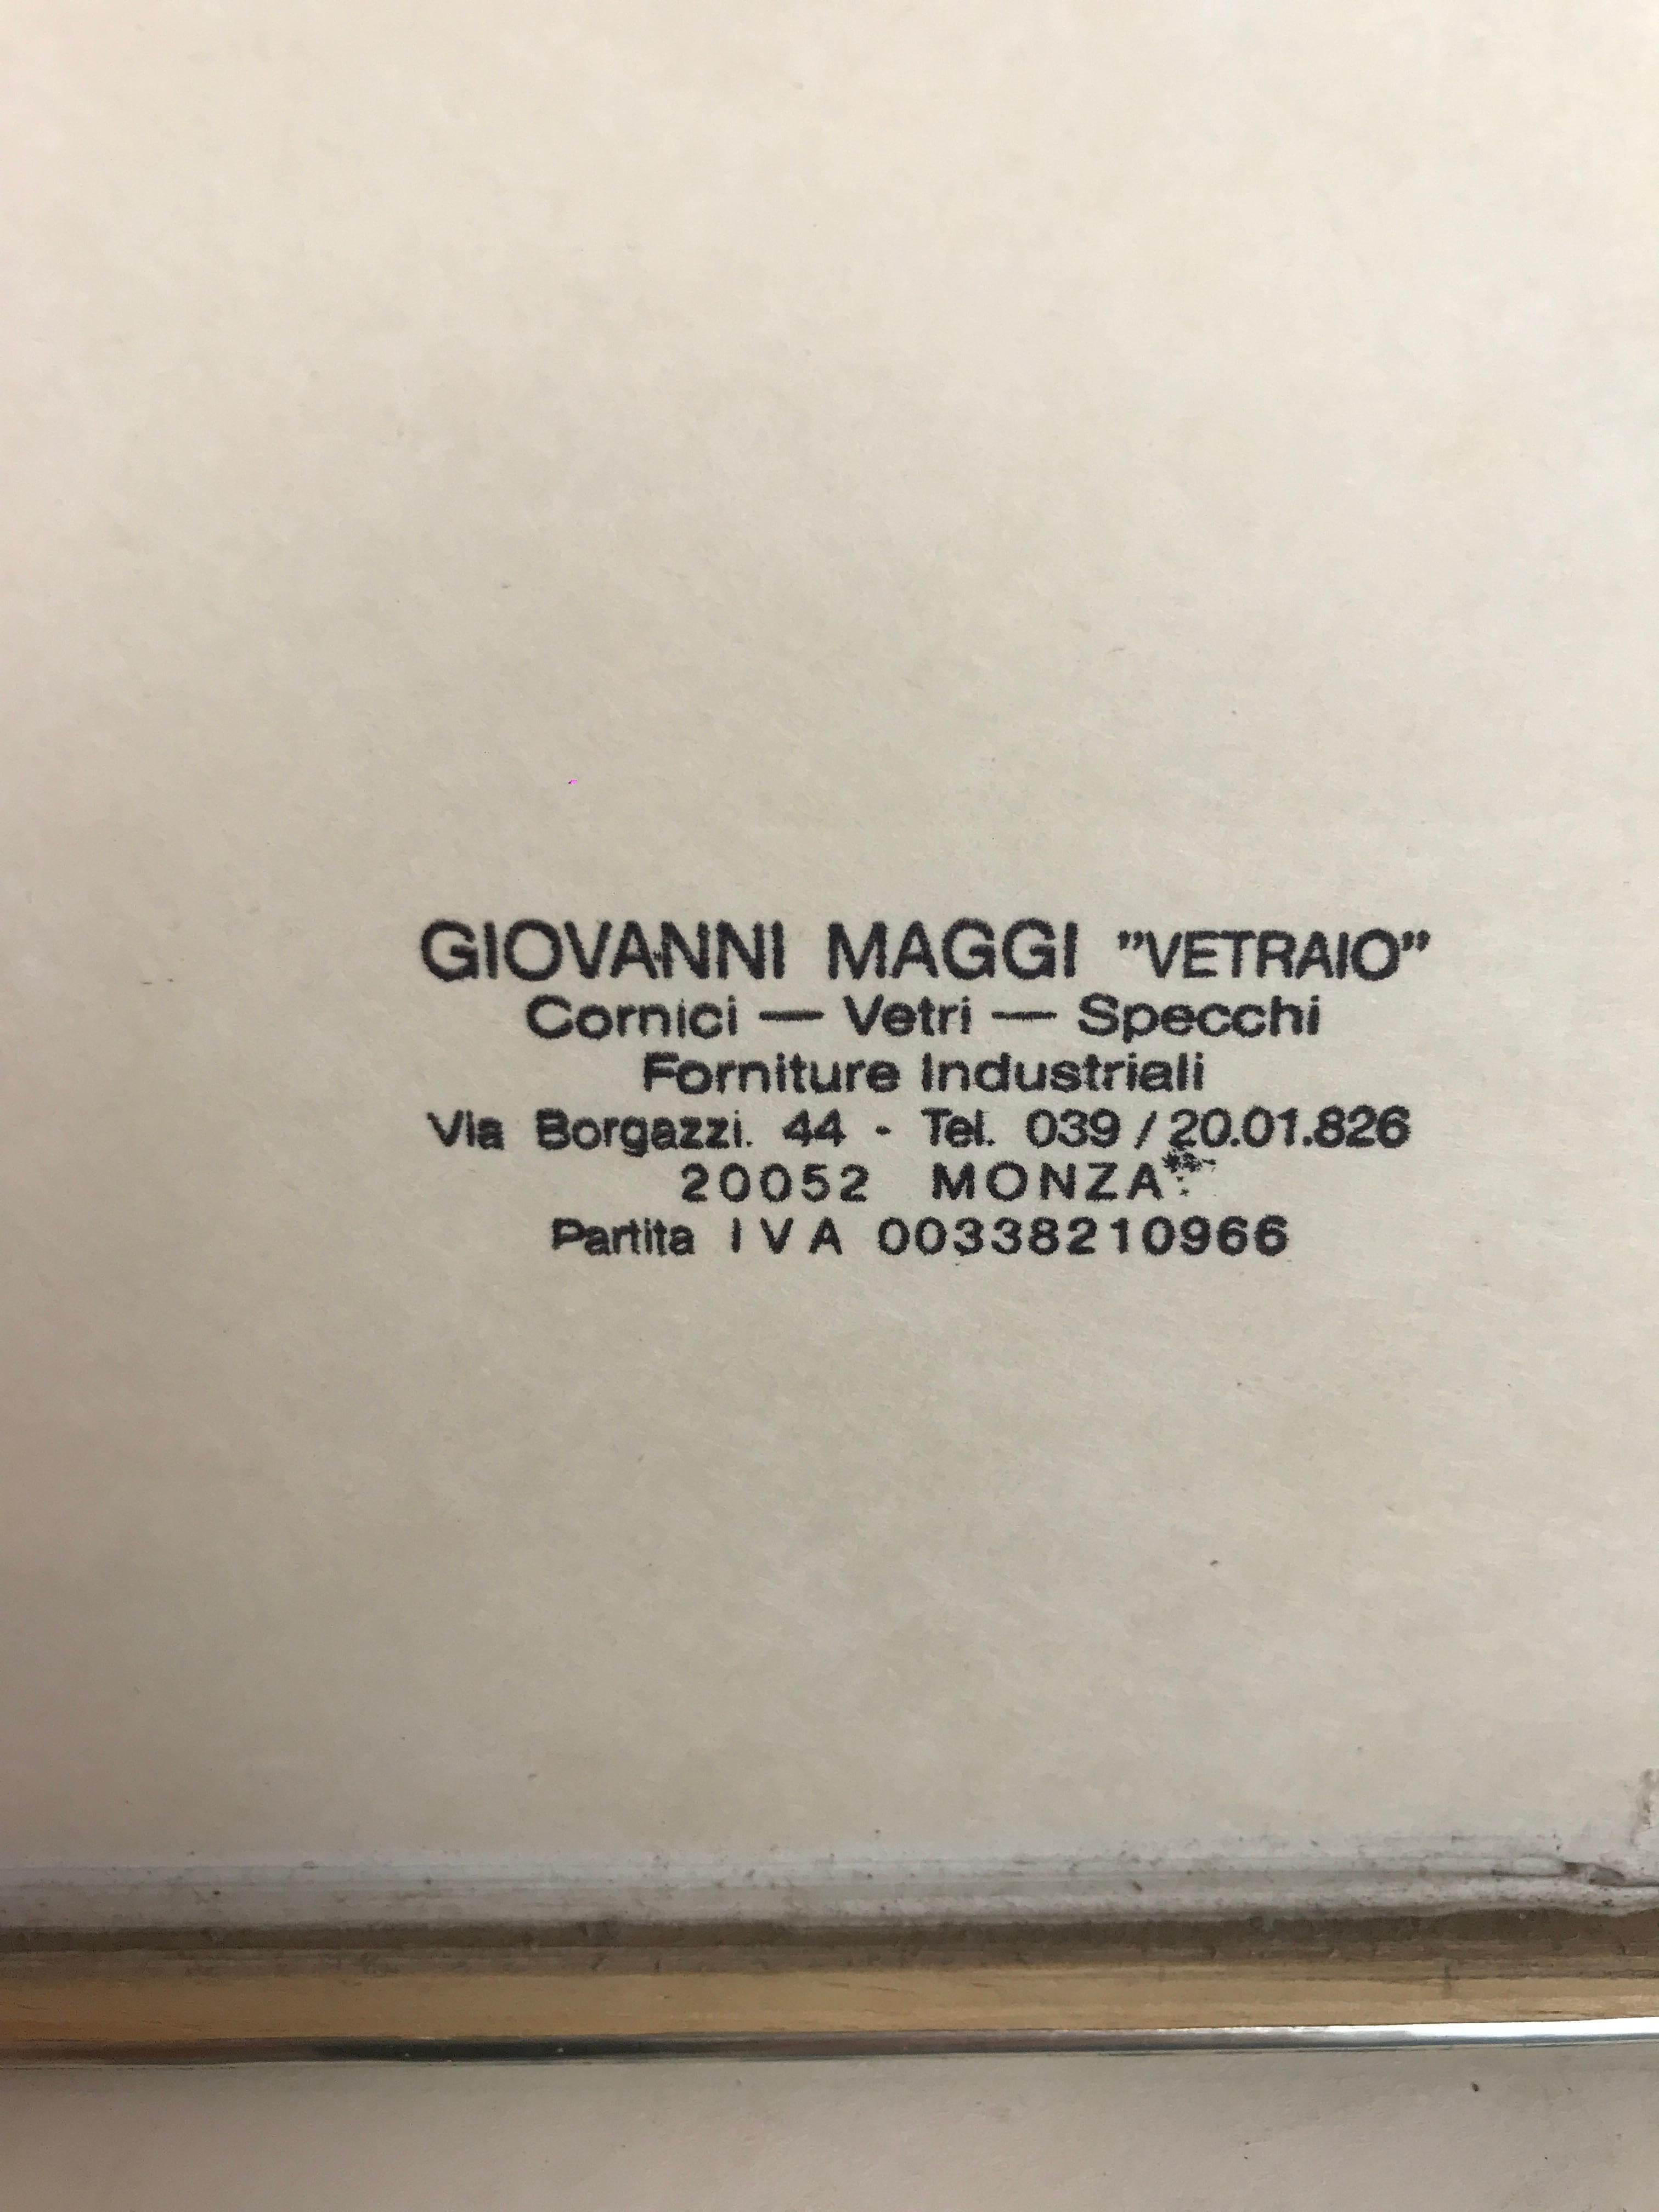 GIOVANNI MAGGI "VETRAIO"
Cornici — Vetri — Specchi
Forniture Industriali
Via Borgazzi. 44 - Tel. 039 / 20.01.826
20052 MONZA
Partita IVA 00338210966